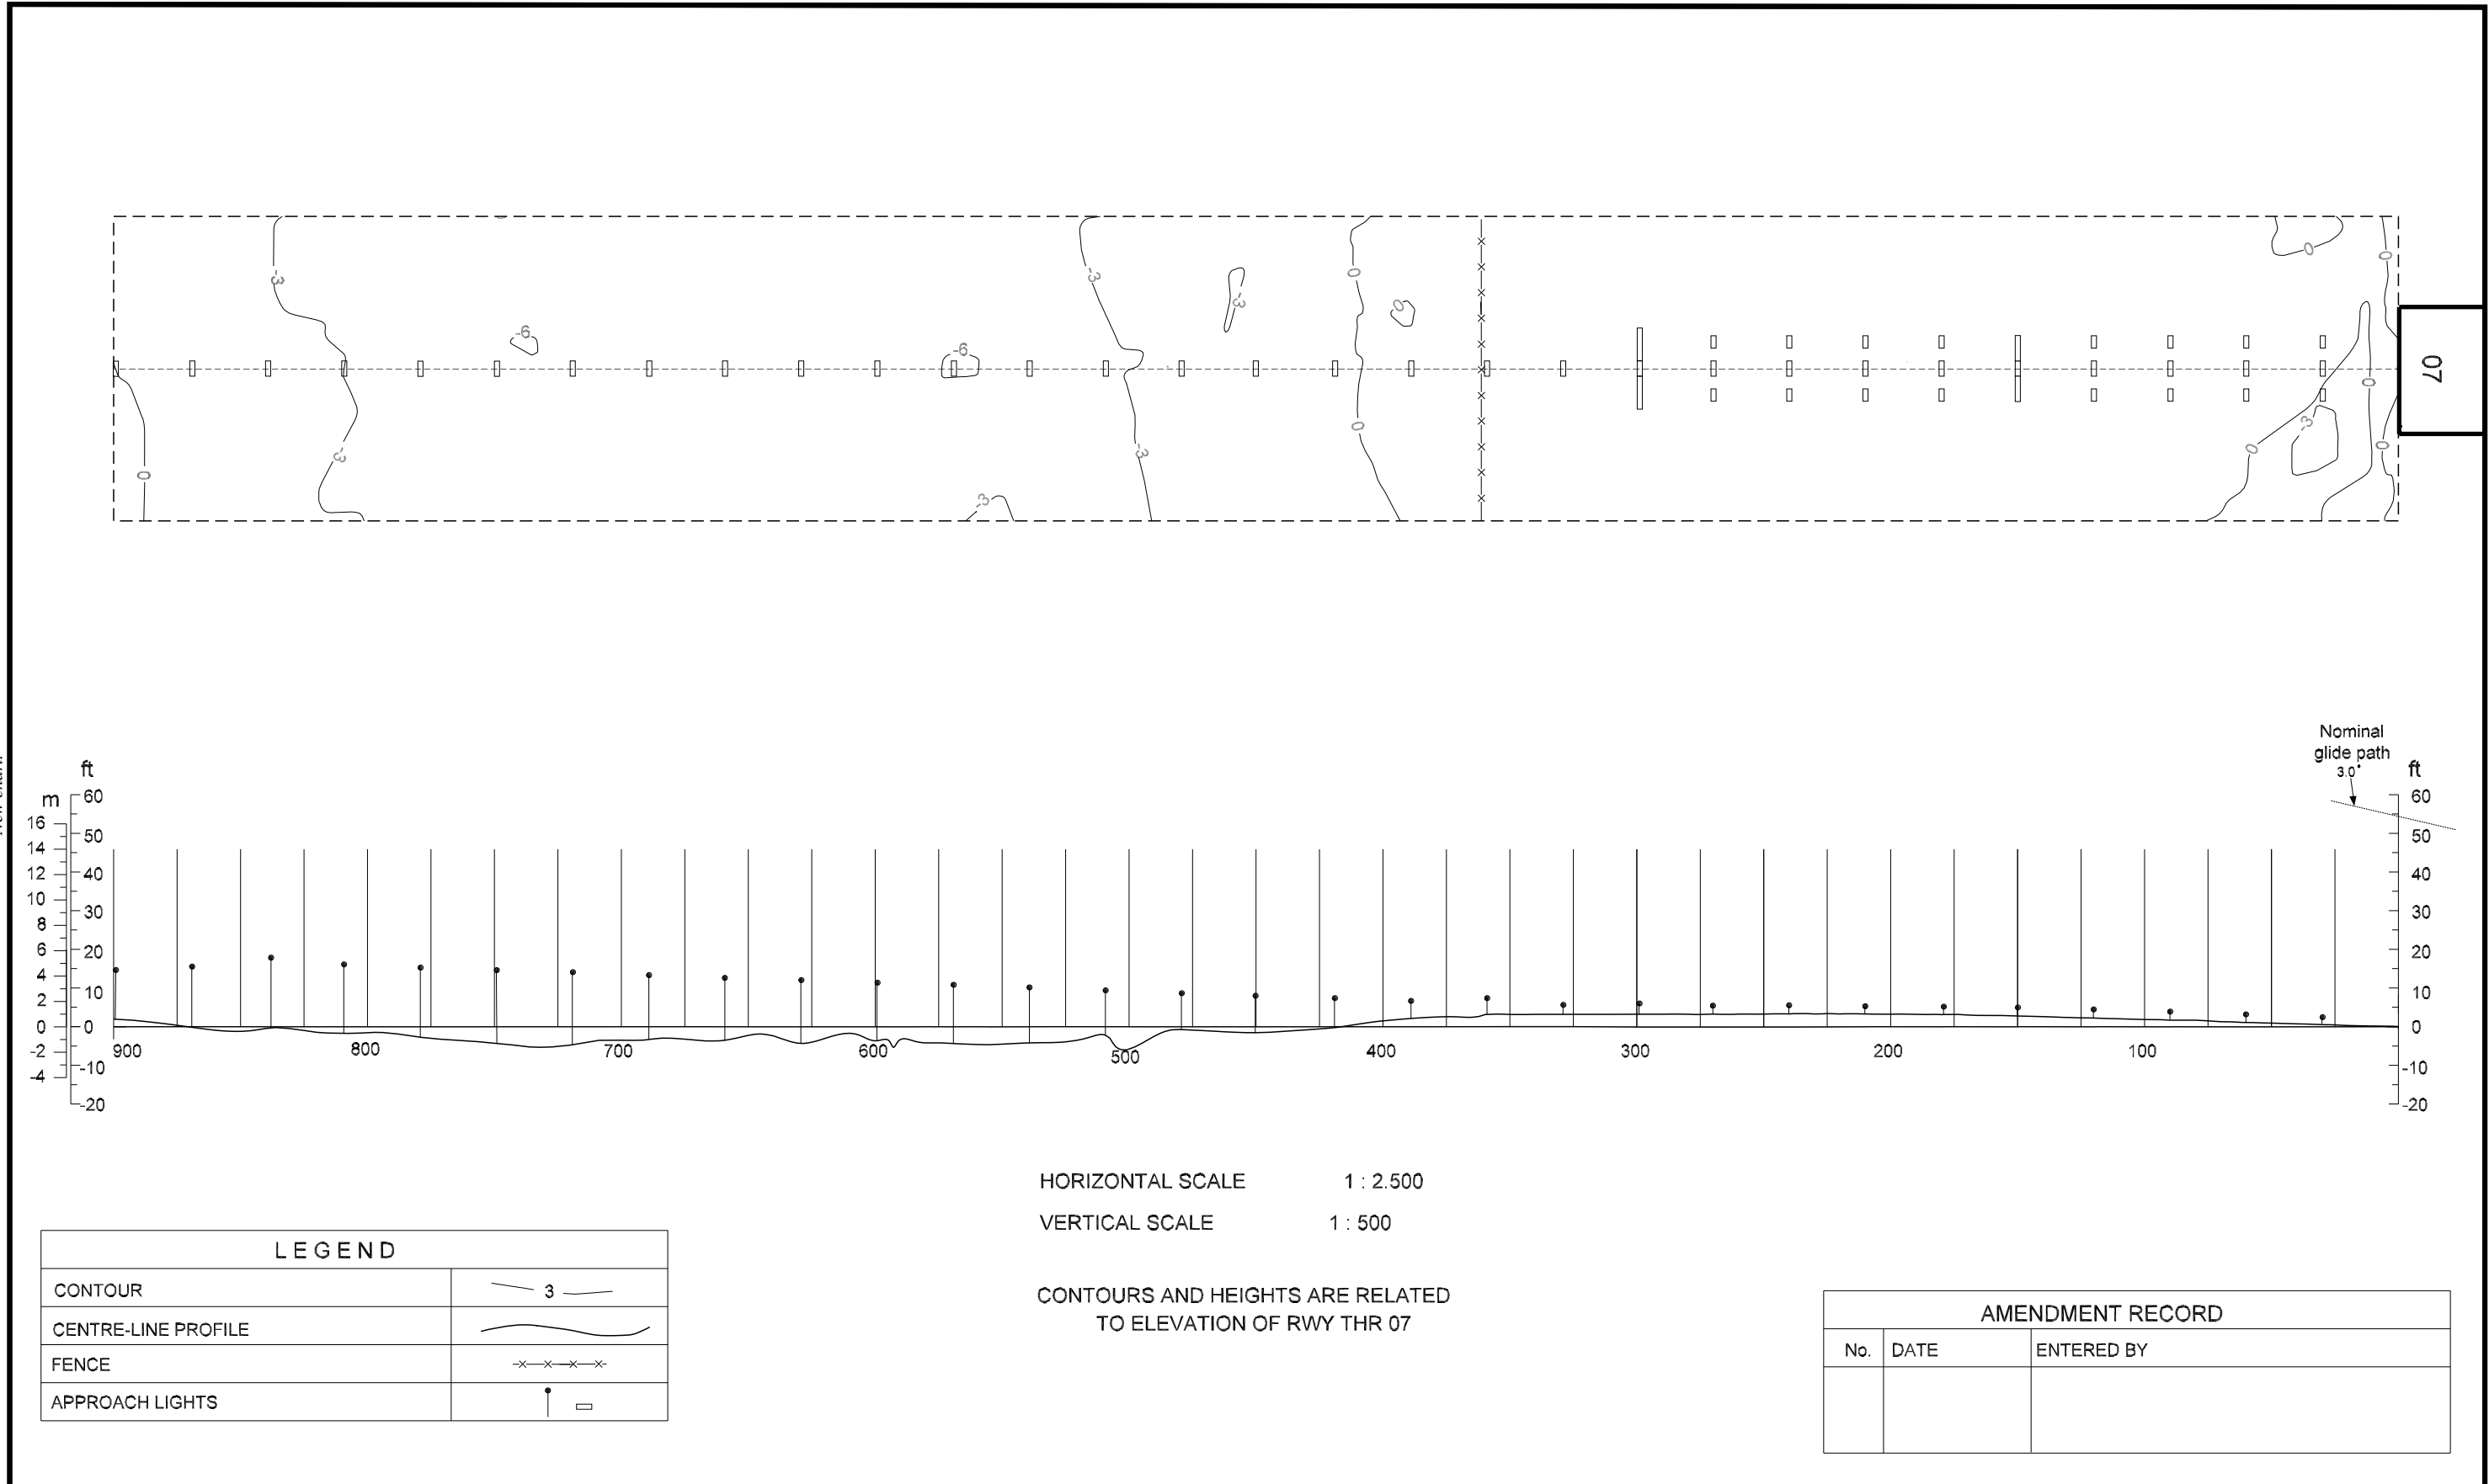 -3
-3
0
0
0
-3
0
-6
-6
0
07
-3
-3
0
0
-3
0
0
-3
Nominal
glide path
3.0°
ft
ft
m
60
50
40
30
20
10
0
-10
-20
16
14
12
10
8
6
4
2
0
-2
-4
60
50
40
30
20
10
0
-10
-20
900 800 700 600 500 400 300 200 100
HORIZONTAL SCALE 1 : 2.500
VERTICAL SCALE 1 : 500
CONTOURS AND HEIGHTS ARE RELATED
TO ELEVATION OF RWY THR 07
LEGEND
CONTOUR 3
CENTRE-LINE PROFILE
FENCE
APPROACH LIGHTS
AMENDMENT RECORD
No. DATE ENTERED BY